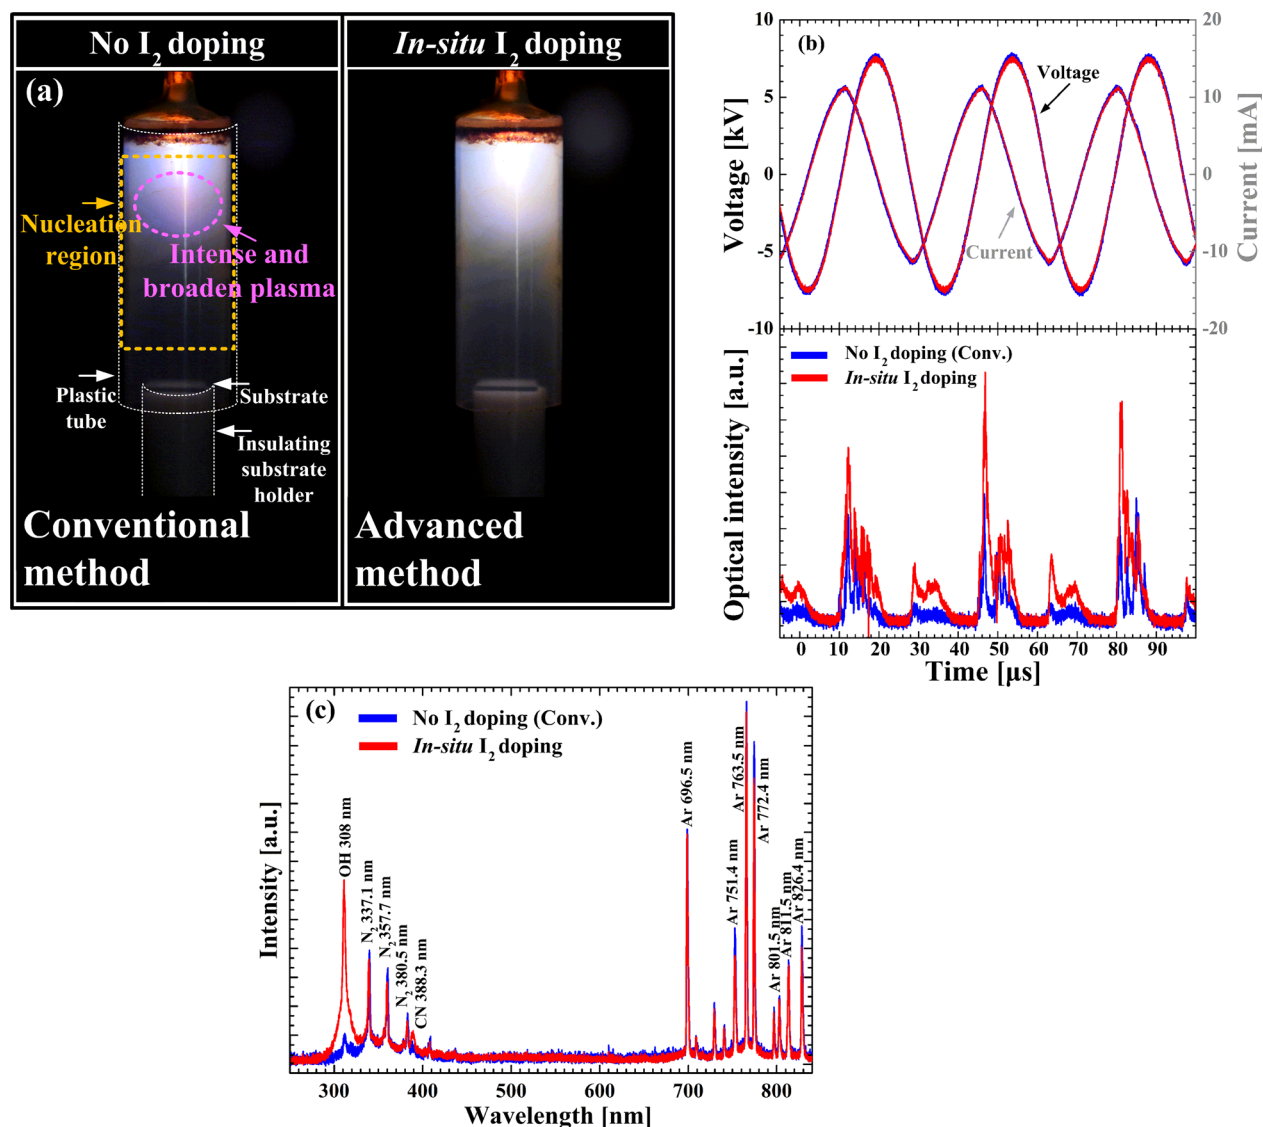 No I2 doping
In-situ I2 doping
(a)
Nucleation
region
Intense and
broaden plasma
Plastic
tube
Substrate
Insulating
substrate
holder
Conventional
method
Advanced
method
(b)
Voltage [kV]
10
5
0
-5
-10
Current [mA]
20
10
0
-10
-20
Voltage
Current
No I2 doping (Conv.)
In-situ I2 doping
Optical intensity [a.u.]
0 10 20 30 40 50 60 70 80 90
Time [μs]
(c)
No I2 doping (Conv.)
In-situ I2 doping
Intensity [a.u.]
OH 308 nm
N2 337.1 nm
N2 357.7 nm
N2 380.5 nm
CN 388.3 nm
Ar 696.5 nm
Ar 751.4 nm
Ar 763.5 nm
Ar 772.4 nm
Ar 801.5 nm
Ar 811.5 nm
Ar 826.4 nm
300 400 500 600 700 800
Wavelength [nm]